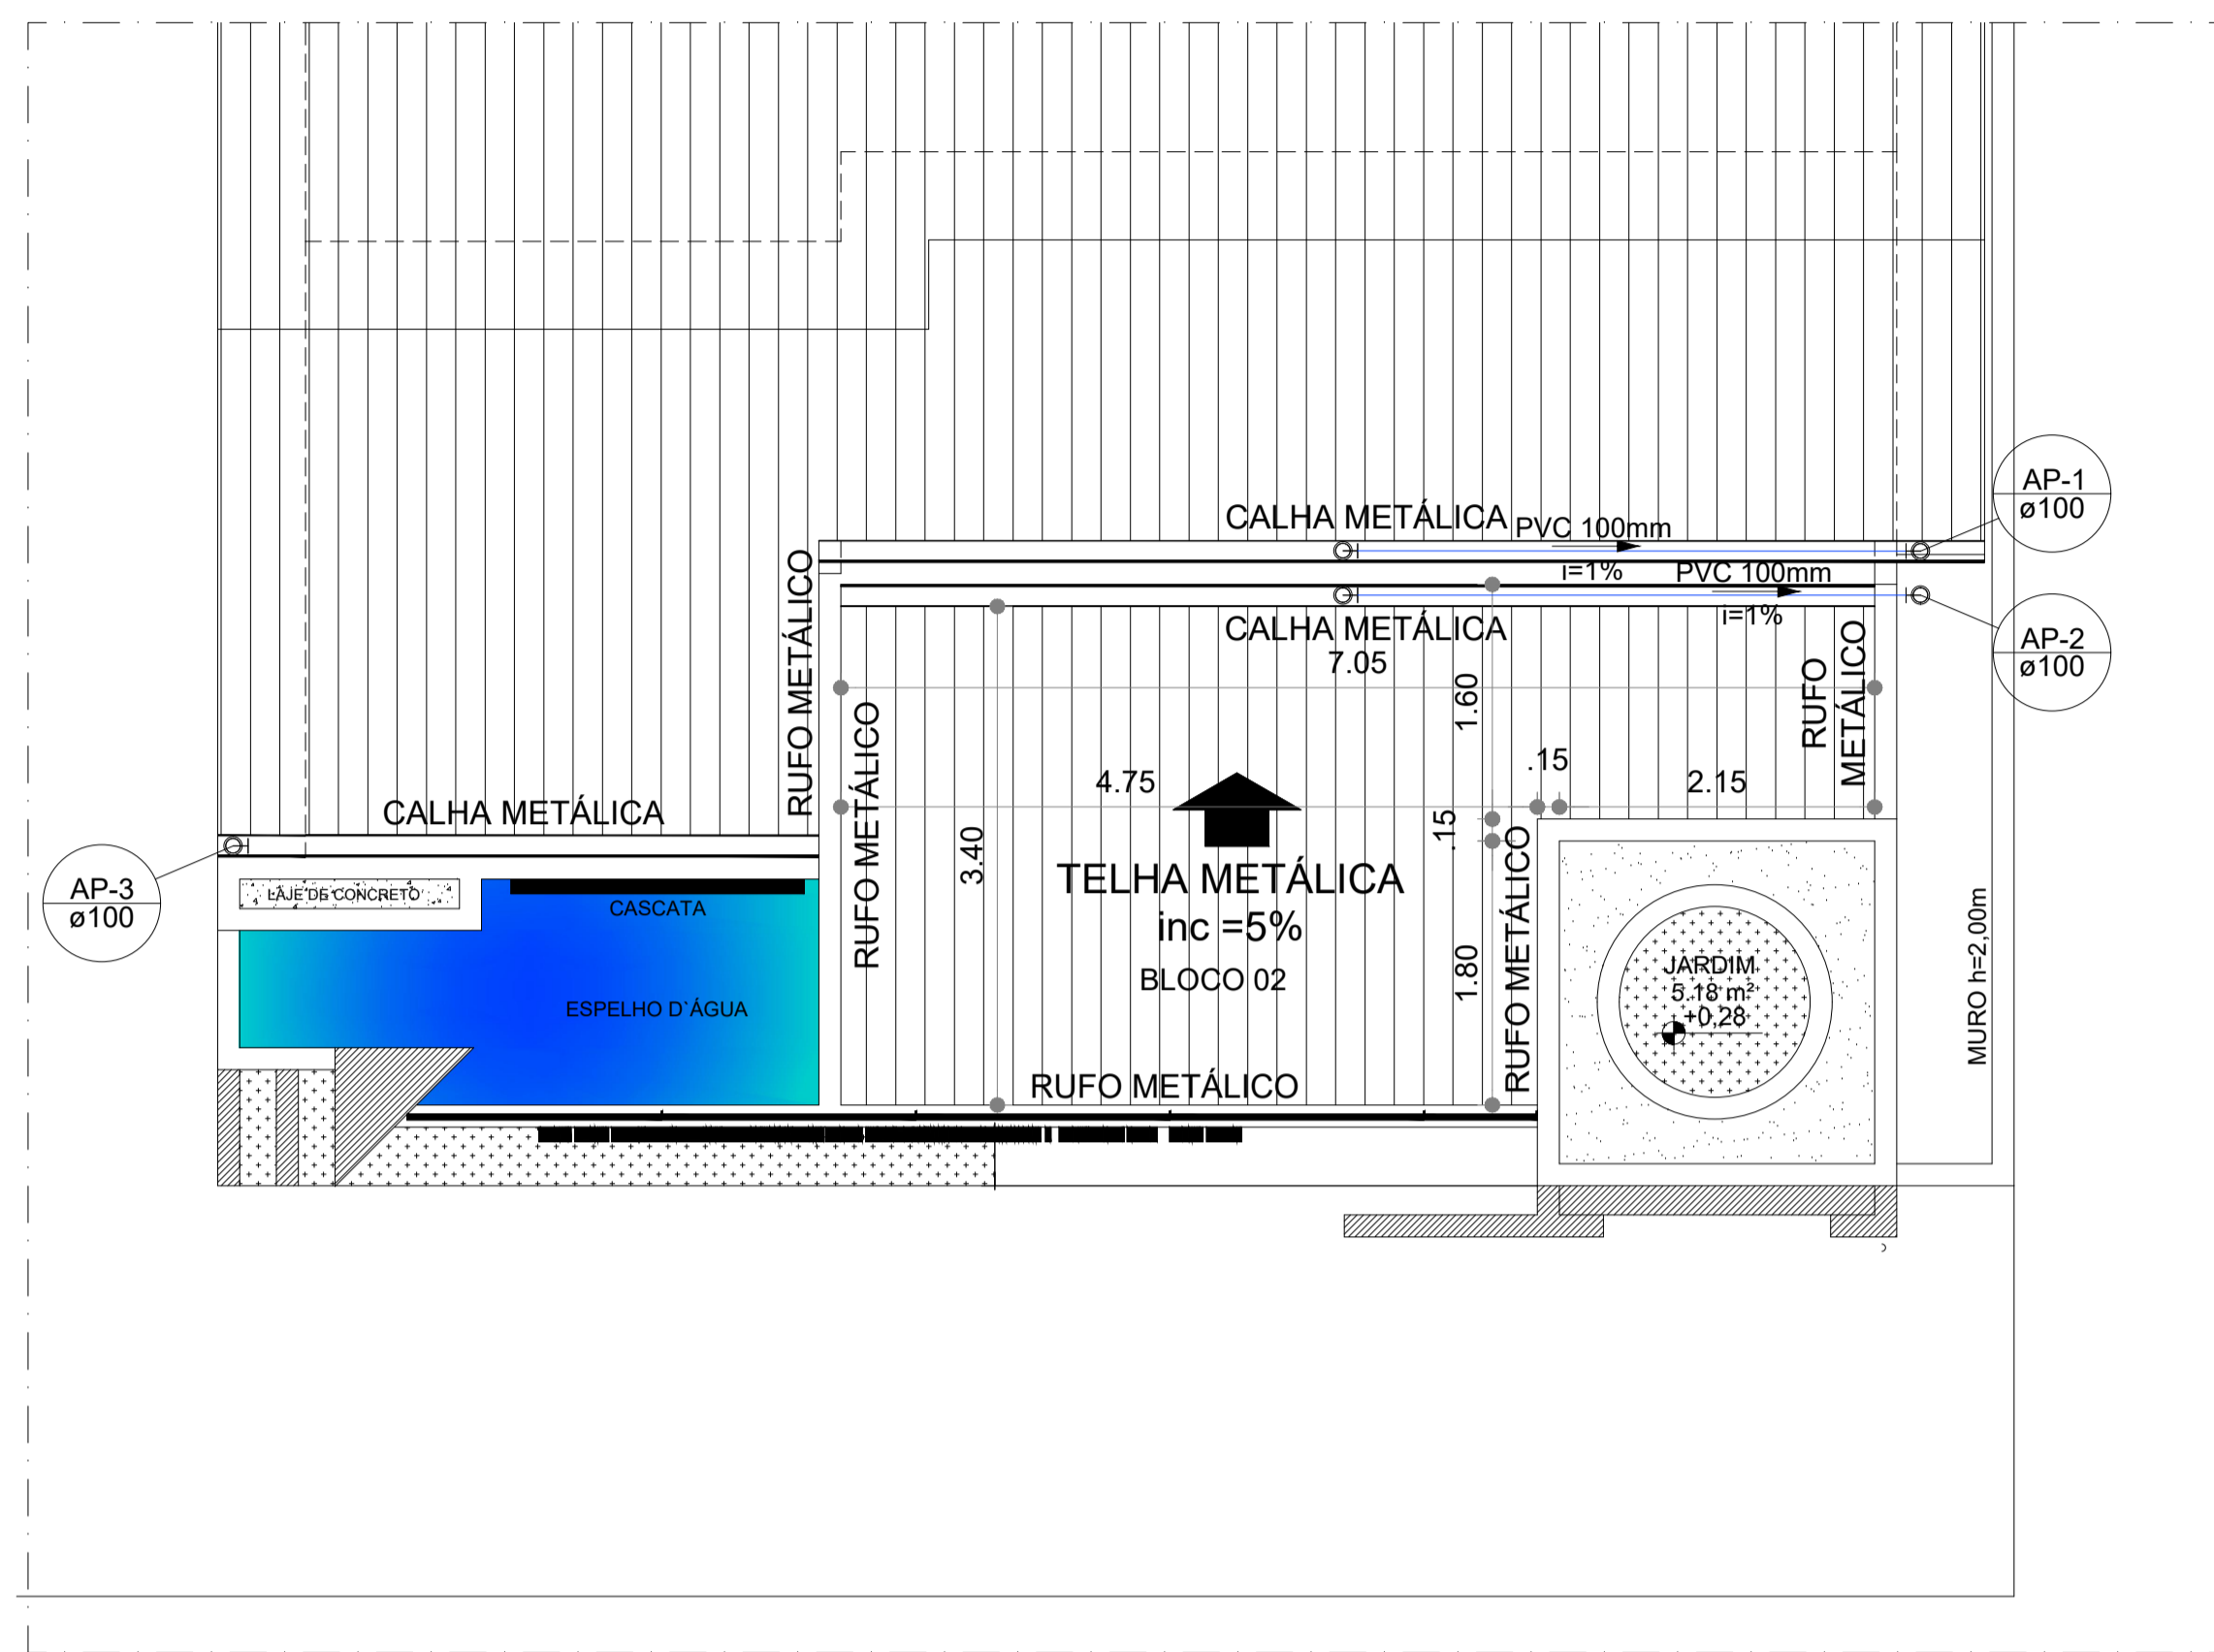 AP-1
ø100
CALHA METÁLICA
PVC 100mm
i=1%
PVC 100mm
i=1%
CALHA METÁLICA
AP-2
ø100
7.05
RUFO METÁLICO
RUFO METÁLICO
RUFO
METÁLICO
1.60
.15
4.75
2.15
CALHA METÁLICA
.15
3.40
AP-3
ø100
LAJE DE CONCRETO
CASCATA
TELHA METÁLICA
inc =5%
BLOCO 02
1.80
RUFO METÁLICO
JARDIM
5.18 m²
+0,28
MURO h=2,00m
ESPELHO D`ÁGUA
RUFO METÁLICO